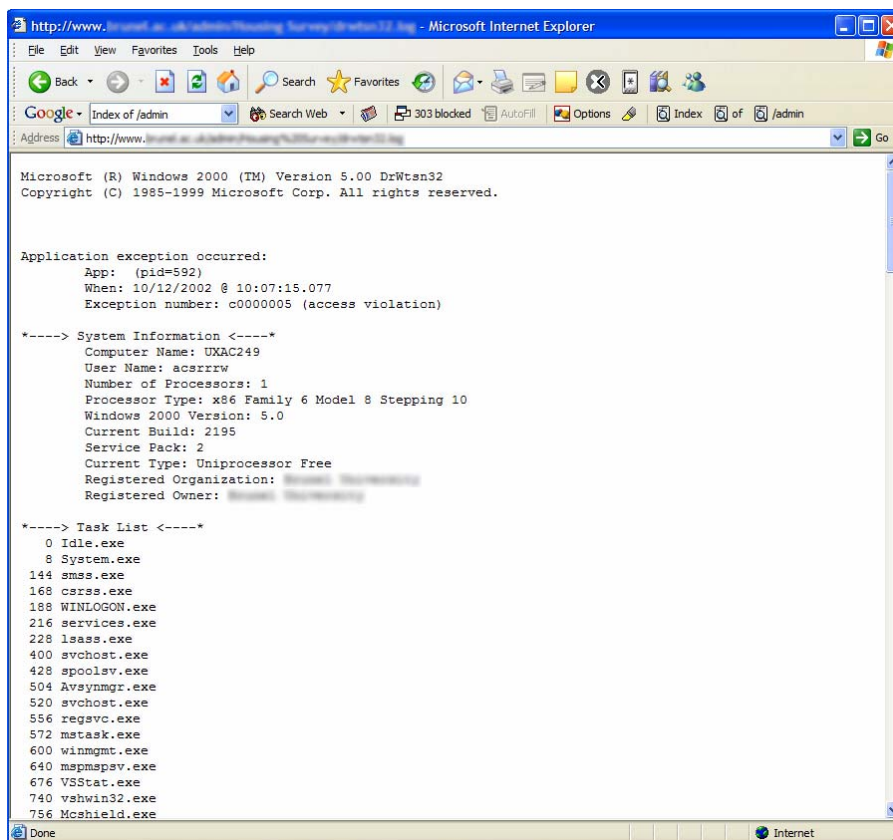 http://www. - Microsoft Internet Explorer
File Edit View Favorites Tools Help
Back Search Favorites
Google Index of /admin Search Web 303 blocked AutoFill Options Index of /admin
Address http://www. Go
Microsoft (R) Windows 2000 (TM) Version 5.00 DrWtsn32
Copyright (C) 1985-1999 Microsoft Corp. All rights reserved.
Application exception occurred:
App: (pid=592)
When: 10/12/2002 @ 10:07:15.077
Exception number: c0000005 (access violation)
*----> System Information <----*
Computer Name: UXAC249
User Name: acsrrrw
Number of Processors: 1
Processor Type: x86 Family 6 Model 8 Stepping 10
Windows 2000 Version: 5.0
Current Build: 2195
Service Pack: 2
Current Type: Uniprocessor Free
Registered Organization:
Registered Owner:
*----> Task List <----*
0 Idle.exe
8 System.exe
144 smss.exe
168 csrss.exe
188 WINLOGON.exe
216 services.exe
228 lsass.exe
400 svchost.exe
428 spoolsv.exe
504 Avsynmgr.exe
520 svchost.exe
556 regsvc.exe
572 mstask.exe
600 winmgmt.exe
640 mspmspsv.exe
676 VSStat.exe
740 vshwin32.exe
756 Mcshield.exe
Done Internet